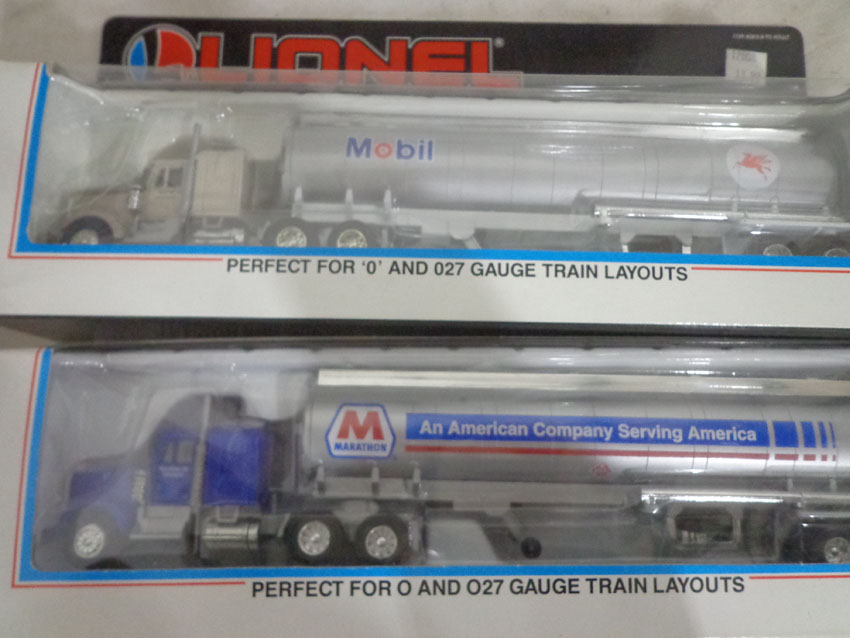 LIONEL
Mobil
PERFECT FOR '0' AND 027 GAUGE TRAIN LAYOUTS
M
MARATHON
An American Company Serving America
PERFECT FOR O AND O27 GAUGE TRAIN LAYOUTS